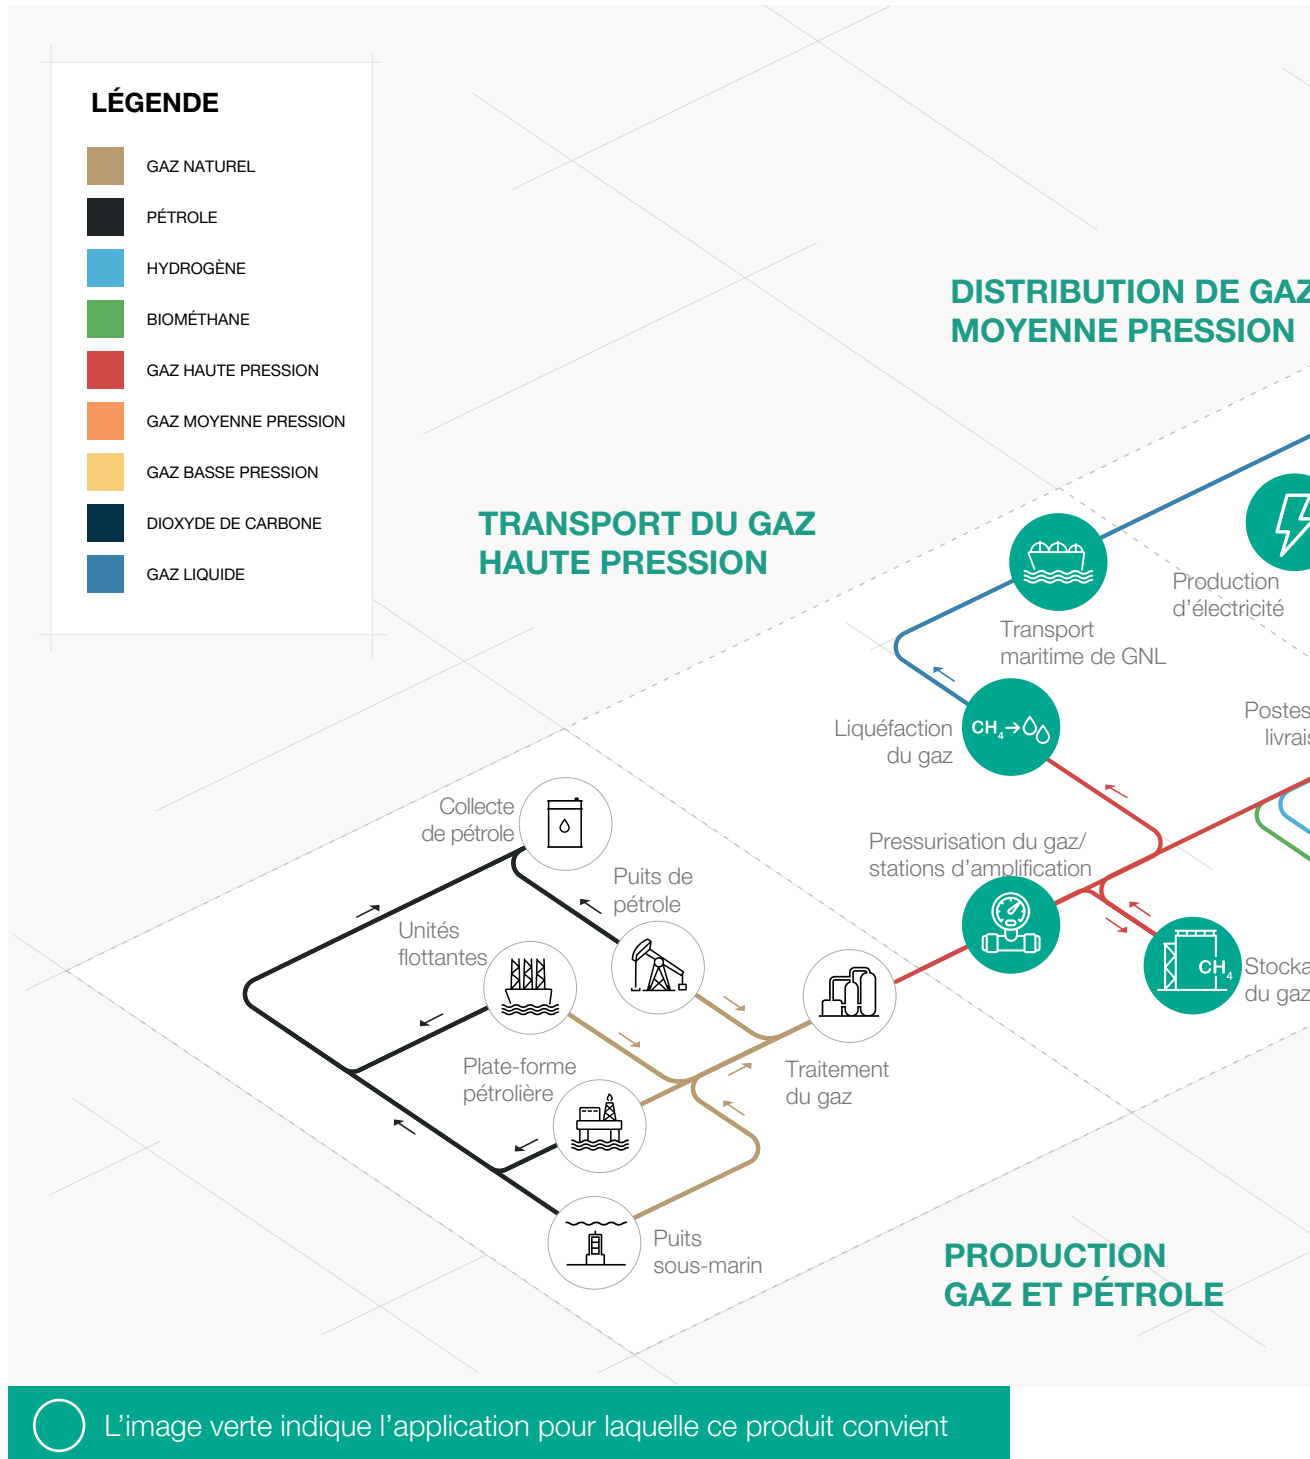 LÉGENDE
GAZ NATUREL
PÉTROLE
HYDROGÈNE
BIOMÉTHANE
GAZ HAUTE PRESSION
GAZ MOYENNE PRESSION
GAZ BASSE PRESSION
DIOXYDE DE CARBONE
GAZ LIQUIDE
DISTRIBUTION DE GAZ
MOYENNE PRESSION
TRANSPORT DU GAZ
HAUTE PRESSION
Production
d’électricité
Transport
maritime de GNL
Postes
livrais
Liquéfaction
du gaz
CH4→
Collecte
de pétrole
Pressurisation du gaz/
stations d’amplification
Puits de
pétrole
Unités
flottantes
CH4
Stocka
du gaz
Plate-forme
pétrolière
Traitement
du gaz
Puits
sous-marin
PRODUCTION
GAZ ET PÉTROLE
L’image verte indique l’application pour laquelle ce produit convient